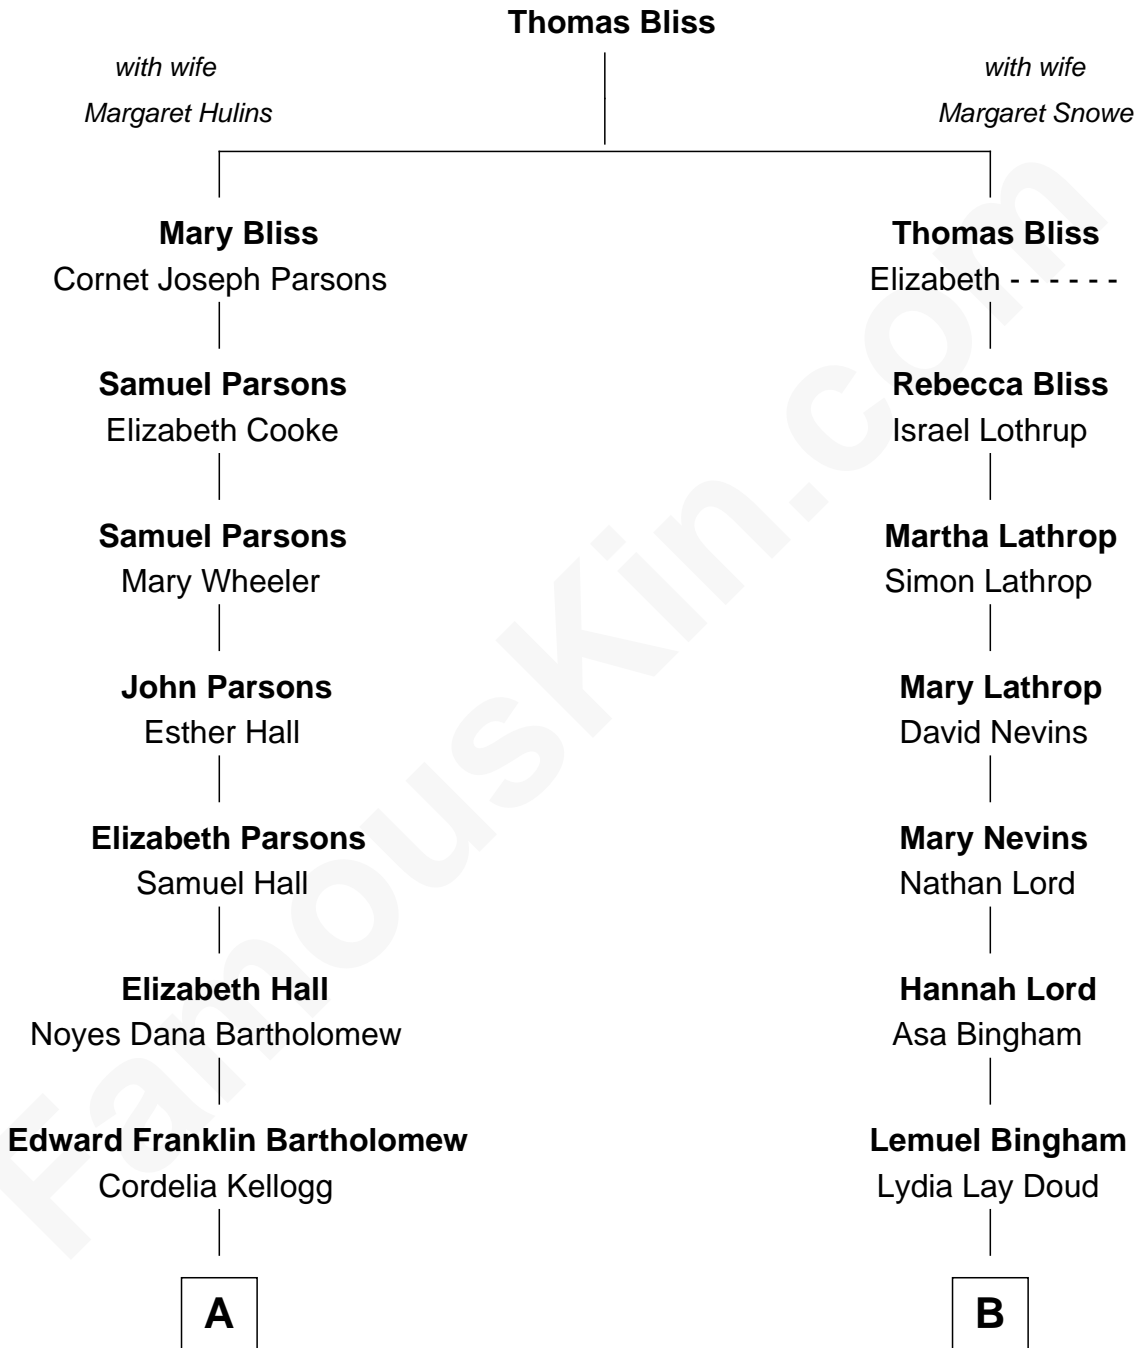 Thomas Bliss
with wife
Margaret Hulins
with wife
Margaret Snowe
Mary Bliss
Cornet Joseph Parsons
Thomas Bliss
Elizabeth - - - - - -
Samuel Parsons
Elizabeth Cooke
Rebecca Bliss
Israel Lothrup
Samuel Parsons
Mary Wheeler
Martha Lathrop
Simon Lathrop
John Parsons
Esther Hall
Mary Lathrop
David Nevins
Elizabeth Parsons
Samuel Hall
Mary Nevins
Nathan Lord
Elizabeth Hall
Noyes Dana Bartholomew
Hannah Lord
Asa Bingham
Edward Franklin Bartholomew
Cordelia Kellogg
Lemuel Bingham
Lydia Lay Doud
A
B
FamousKin.com